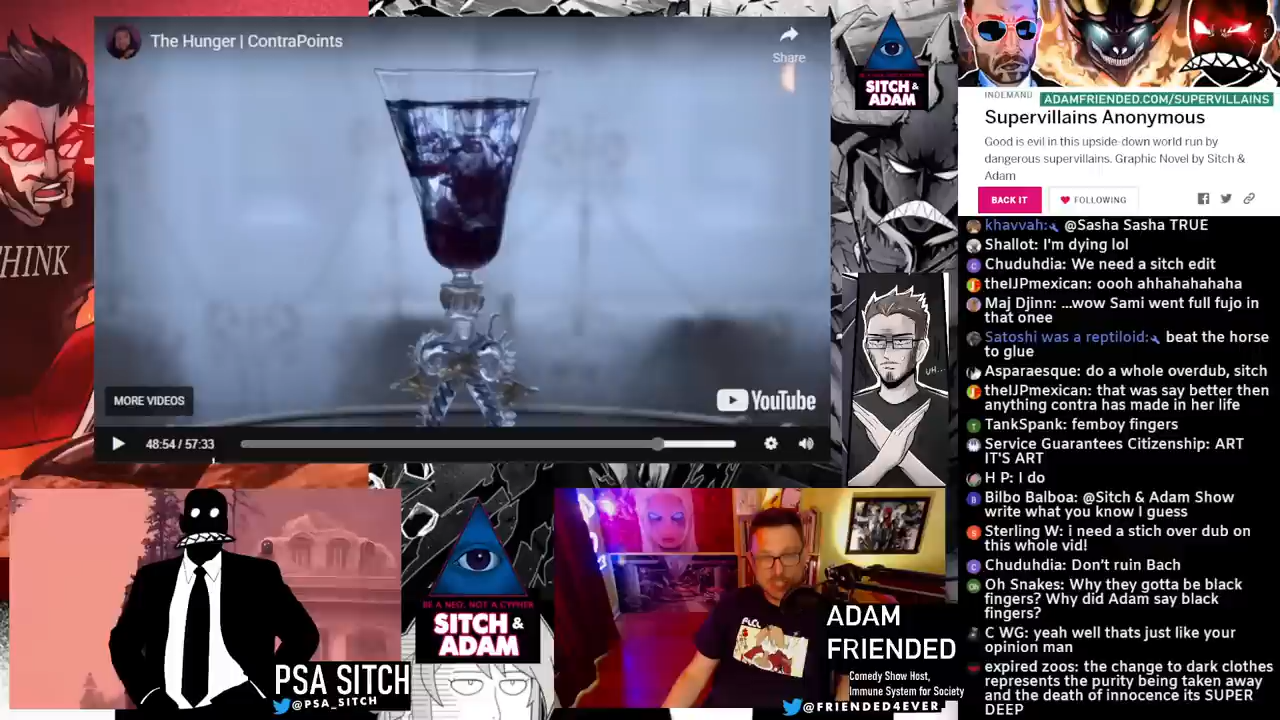 The Hunger | ContraPoints
Share
MORE VIDEOS
YouTube
48:54 / 57:33
THINK
SITCH &
ADAM
UH...
INDEMAND
ADAMFRIENDED.COM/SUPERVILLAINS
Supervillains Anonymous
Good is evil in this upside-down world run by
dangerous supervillains. Graphic Novel by Sitch &
Adam
BACK IT
FOLLOWING
khavvah: @Sasha Sasha TRUE
Shallot: I'm dying lol
Chuduhdia: We need a sitch edit
theIJPmexican: oooh ahhahahahaha
Maj Djinn: ...wow Sami went full fujo in
that onee
Satoshi was a reptiloid: beat the horse
to glue
Asparaesque: do a whole overdub, sitch
theIJPmexican: that was say better then
anything contra has made in her life
TankSpank: femboy fingers
Service Guarantees Citizenship: ART
IT'S ART
H P: I do
Bilbo Balboa: @Sitch & Adam Show
write what you know I guess
Sterling W: i need a stich over dub on
this whole vid!
Chuduhdia: Don't ruin Bach
Oh Snakes: Why they gotta be black
fingers? Why did Adam say black
fingers?
C WG: yeah well thats just like your
opinion man
expired zoos: the change to dark clothes
represents the purity being taken away
and the death of innocence its SUPER
DEEP
PSA SITCH
@PSA_SITCH
BE A NEO, NOT A CYPHER
SITCH &
ADAM
ADAM
FRIENDED
Comedy Show Host,
Immune System for Society
@FRIENDED4EVER